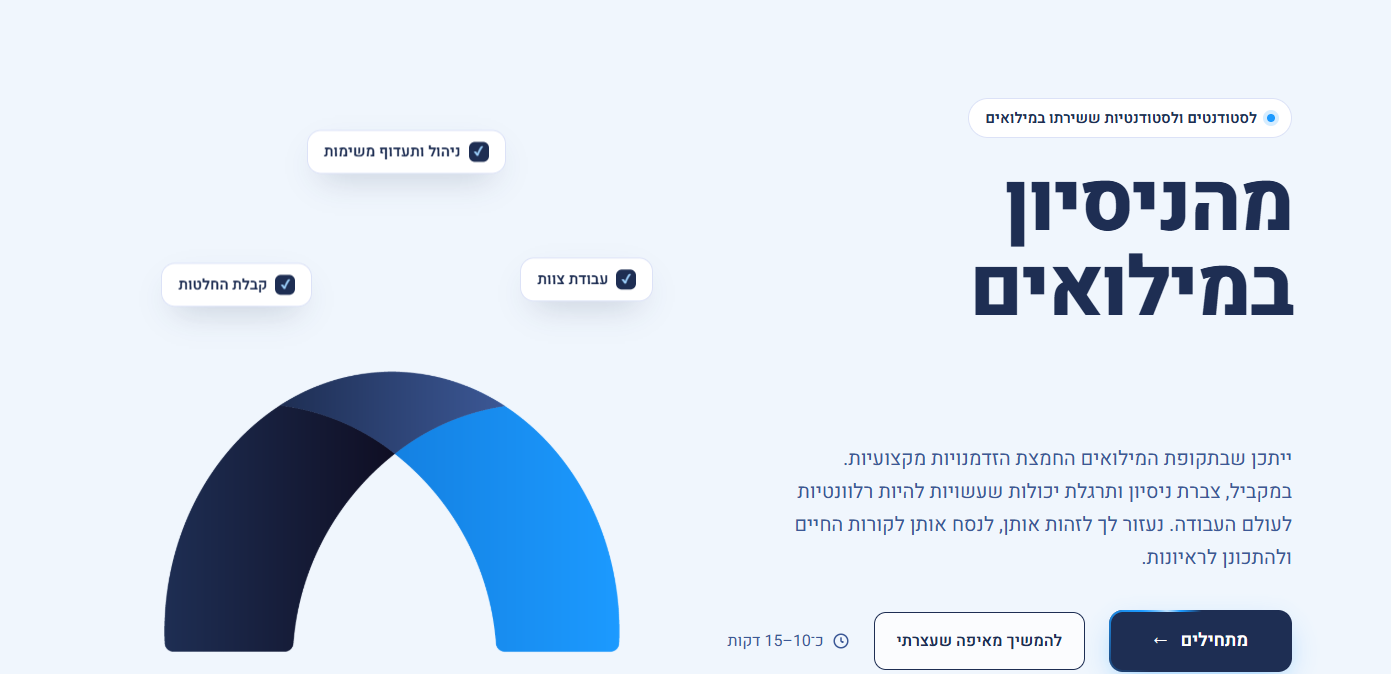 לסטודנטים ולסטודנטיות ששירתו במילואים
מהניסיון
במילואים
ייתכן שבתקופת המילואים החמצת הזדמנויות מקצועיות.
במקביל, צברת ניסיון ותרגלת יכולות שעשויות להיות רלוונטיות
לעולם העבודה. נעזור לך לזהות אותן, לנסח אותן לקורות החיים
ולהתכונן לראיונות.
מתחילים ←
להמשיך מאיפה שעצרתי
כ־10–15 דקות
ניהול ותעדוף משימות
עבודת צוות
קבלת החלטות